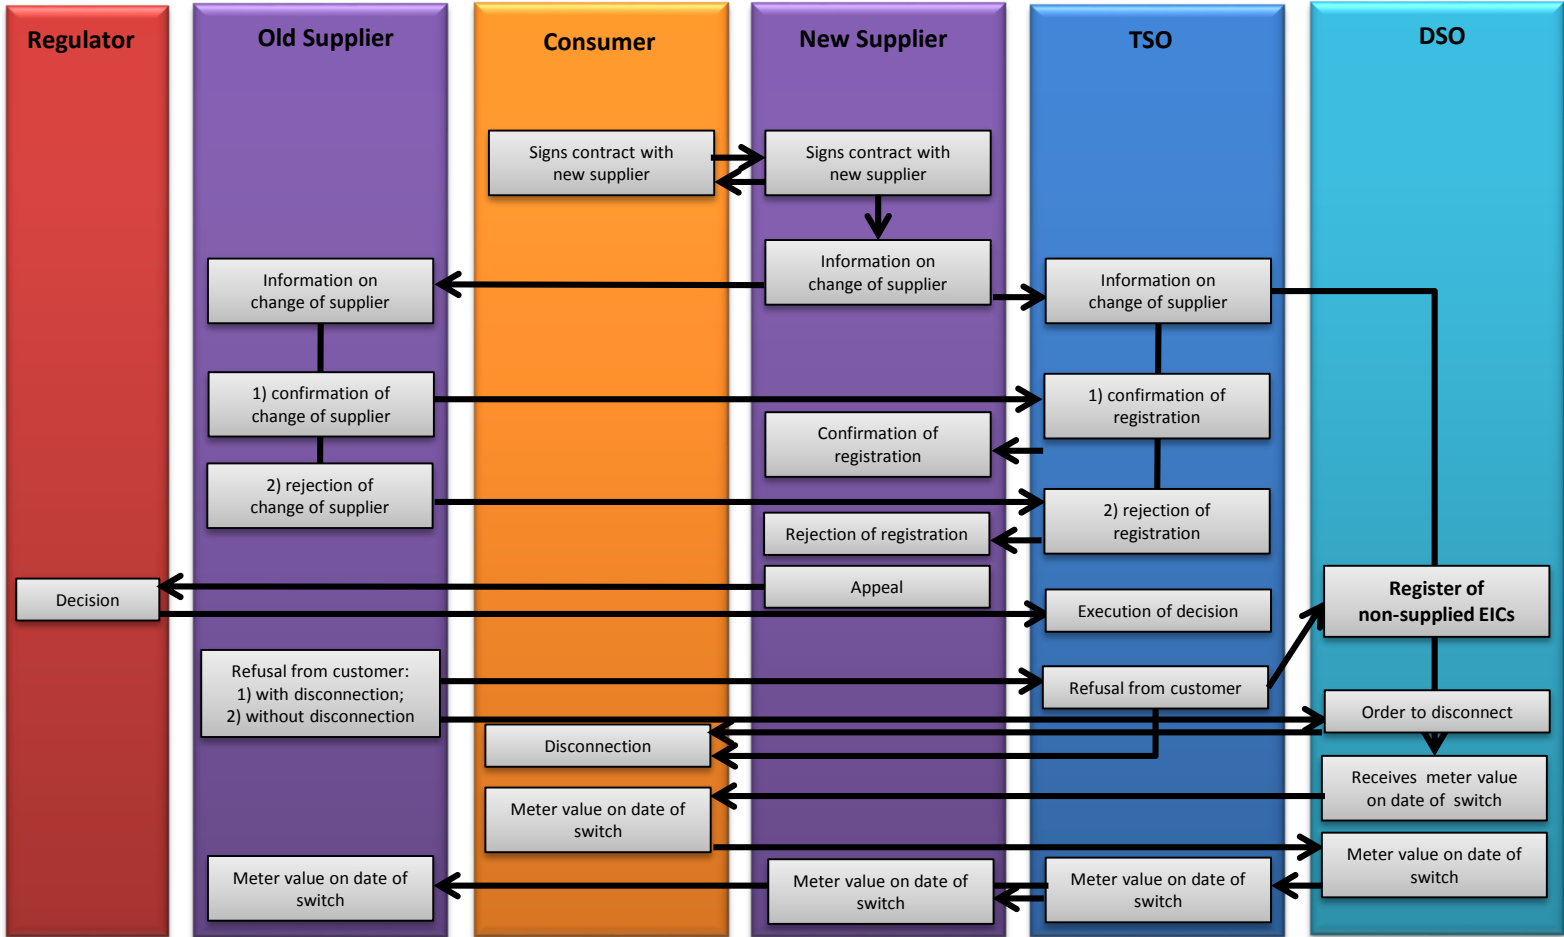 Regulator
Old Supplier
Consumer
New Supplier
TSO
DSO
Signs contract with
new supplier
Signs contract with
new supplier
Information on
change of supplier
Information on
change of supplier
Information on
change of supplier
1) confirmation of
change of supplier
1) confirmation of
registration
Confirmation of
registration
2) rejection of
change of supplier
2) rejection of
registration
Rejection of registration
Decision
Appeal
Execution of decision
Register of
non-supplied EICs
Refusal from customer:
1) with disconnection;
2) without disconnection
Refusal from customer
Order to disconnect
Disconnection
Receives meter value
on date of switch
Meter value on date of
switch
Meter value on date of
switch
Meter value on date of
switch
Meter value on date of
switch
Meter value on date of
switch